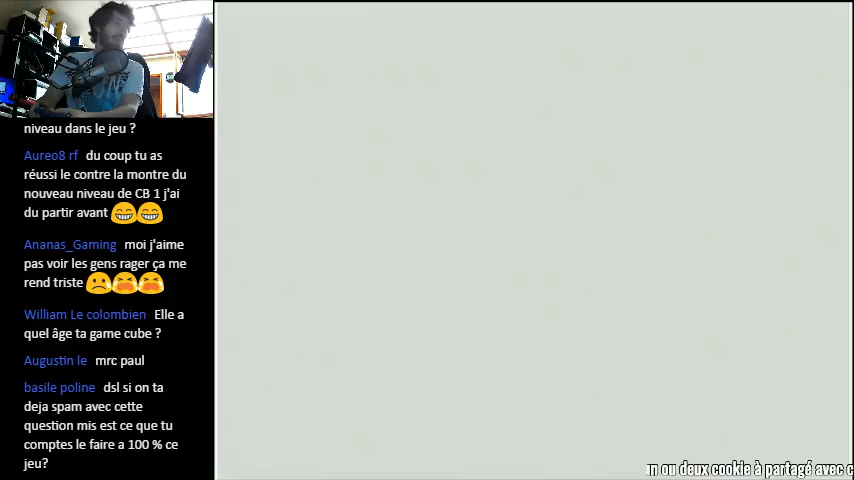 niveau dans le jeu ?
Aureo8 rf du coup tu as
réussi le contre la montre du
nouveau niveau de CB 1 j'ai
du partir avant 😁😁
Ananas_Gaming moi j'aime
pas voir les gens rager ça me
rend triste 😢😭😭
William Le colombien Elle a
quel âge ta game cube ?
Augustin le mrc paul
basile poline dsl si on ta
deja spam avec cette
question mis est ce que tu
comptes le faire a 100 % ce
jeu?
ou deux cookie à partagé avec